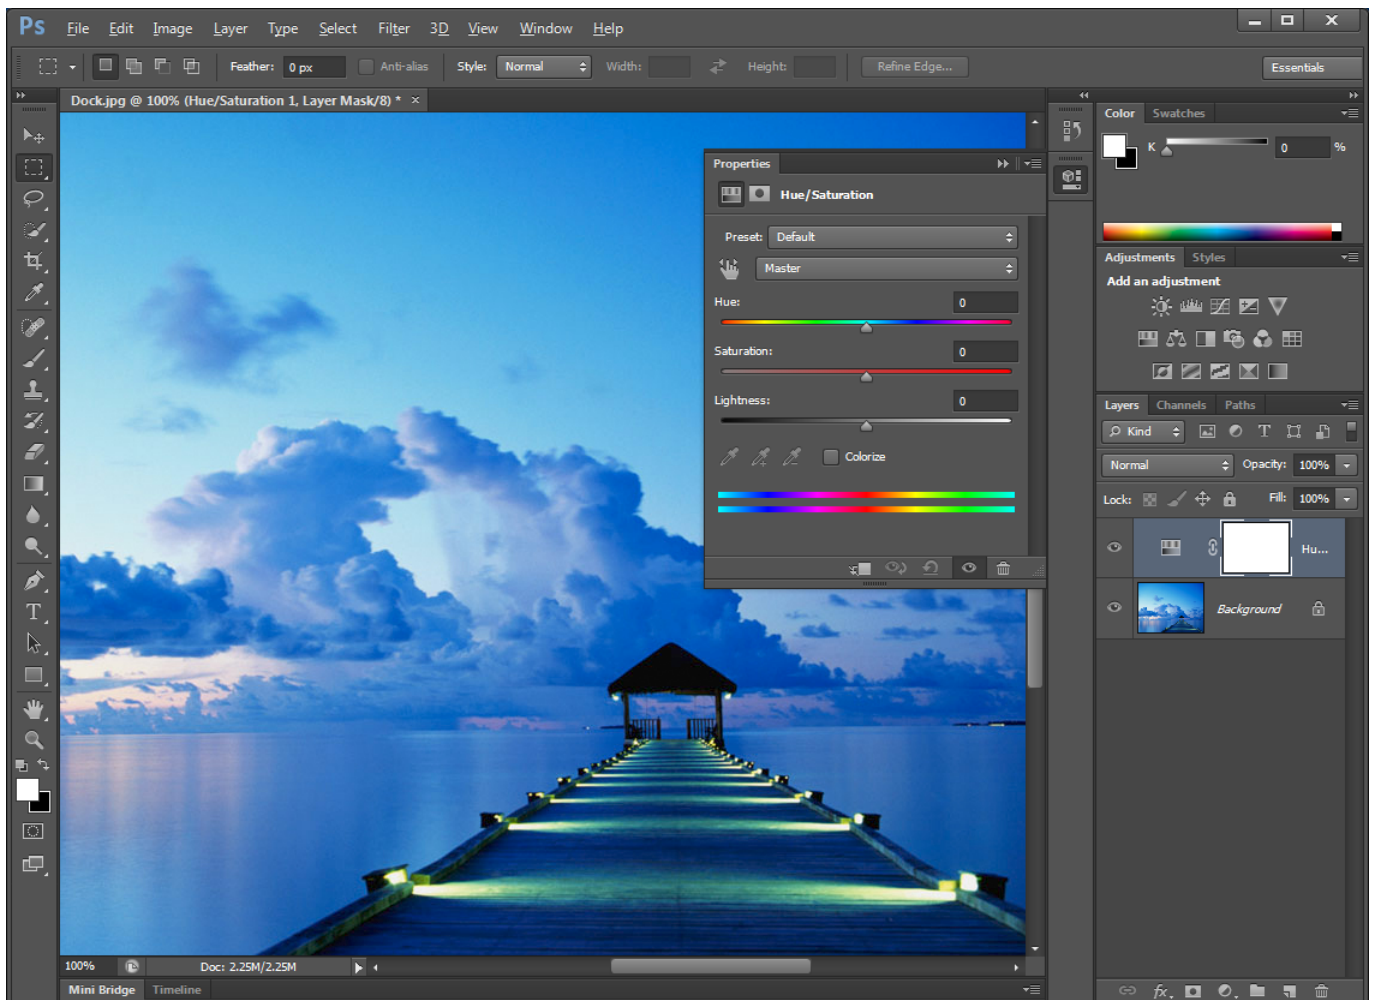 Ps File Edit Image Layer Type Select Filter 3D View Window Help
Feather: 0 px Anti-alias Style: Normal Width: Height: Refine Edge... Essentials
Dock.jpg @ 100% (Hue/Saturation 1, Layer Mask/8) * ×
Color Swatches
K 0 %
Properties
Hue/Saturation
Preset: Default
Master
Hue: 0
Saturation: 0
Lightness: 0
Colorize
Adjustments Styles
Add an adjustment
Layers Channels Paths
Kind
Normal Opacity: 100%
Lock: Fill: 100%
Hu...
Background
100% Doc: 2.25M/2.25M
Mini Bridge Timeline